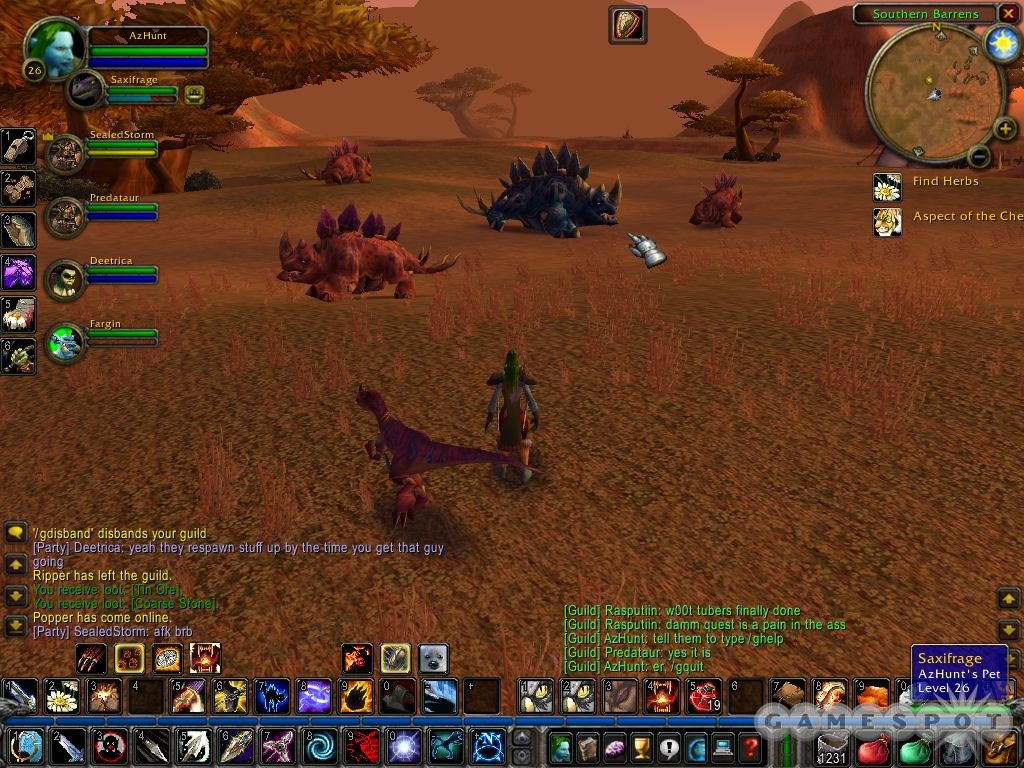 AzHunt
26
Saxifrage
SealedStorm
Predataur
Deetrica
Fargin
Southern Barrens
N
Find Herbs
Aspect of the Che
'/gdisband' disbands your guild
[Party] Deetrica: yeah they respawn stuff up by the time you get that guy
going
Ripper has left the guild.
You receive loot: [Tin Ore]
You receive loot: [Coarse Stone]
Popper has come online.
[Party] SealedStorm: afk brb
[Guild] Rasputiin: w00t tubers finally done
[Guild] Rasputiin: damm quest is a pain in the ass
[Guild] AzHunt: tell them to type /ghelp
[Guild] Predataur: yes it is
[Guild] AzHunt: er, /gquit
Saxifrage
AzHunt's Pet
Level 26
19
GAMESPOT
1231